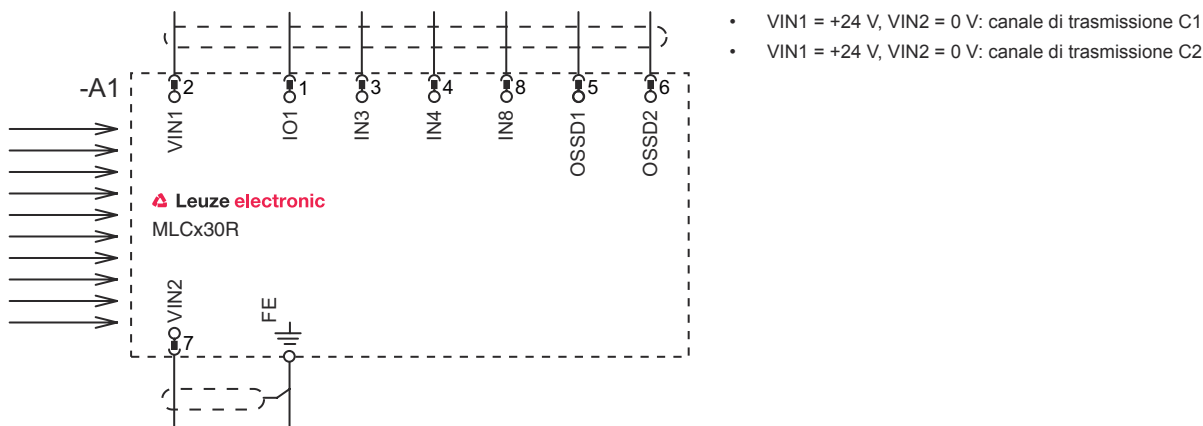 • VIN1 = +24 V, VIN2 = 0 V: canale di trasmissione C1
• VIN1 = +24 V, VIN2 = 0 V: canale di trasmissione C2
-A1
2 1 3 4 8 5 6
VIN1 IO1 IN3 IN4 IN8 OSSD1 OSSD2
Leuze electronic
MLCx30R
VIN2 FE
7